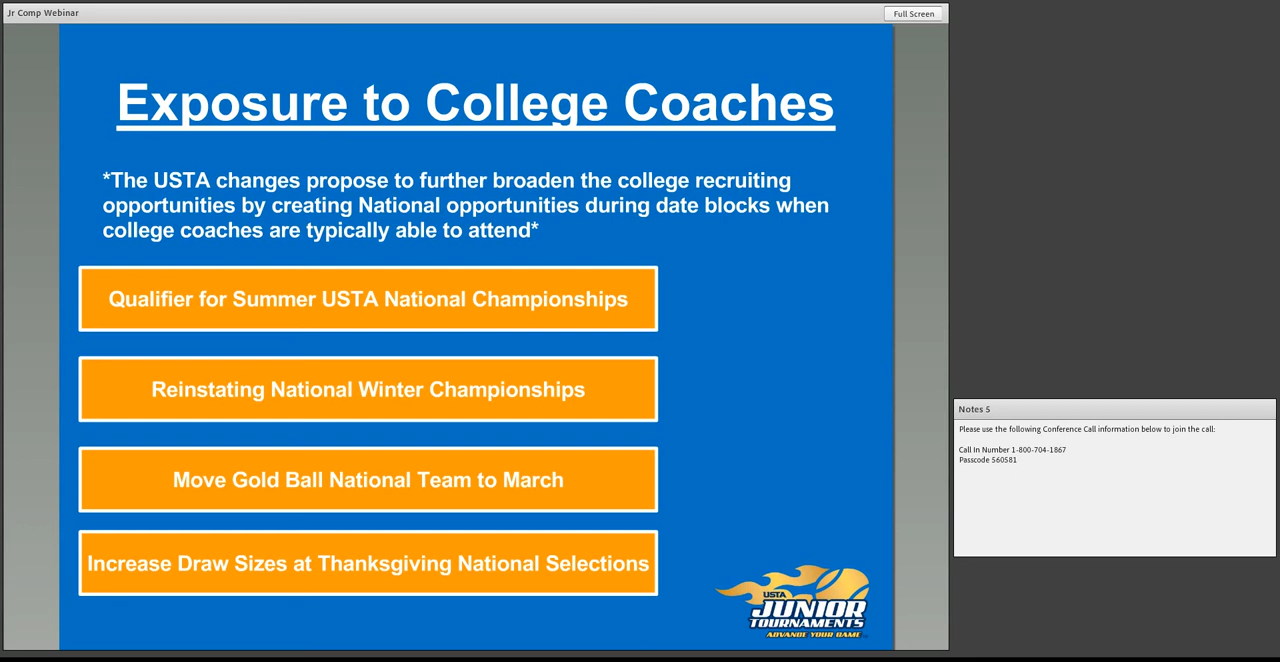 Jr Comp Webinar
Full Screen
Exposure to College Coaches
*The USTA changes propose to further broaden the college recruiting
opportunities by creating National opportunities during date blocks when
college coaches are typically able to attend*
Qualifier for Summer USTA National Championships
Reinstating National Winter Championships
Move Gold Ball National Team to March
Increase Draw Sizes at Thanksgiving National Selections
USTA
JUNIOR
TOURNAMENTS
ADVANCE YOUR GAME
Notes 5
Please use the following Conference Call information below to join the call:
Call In Number 1-800-704-1867
Passcode 560581